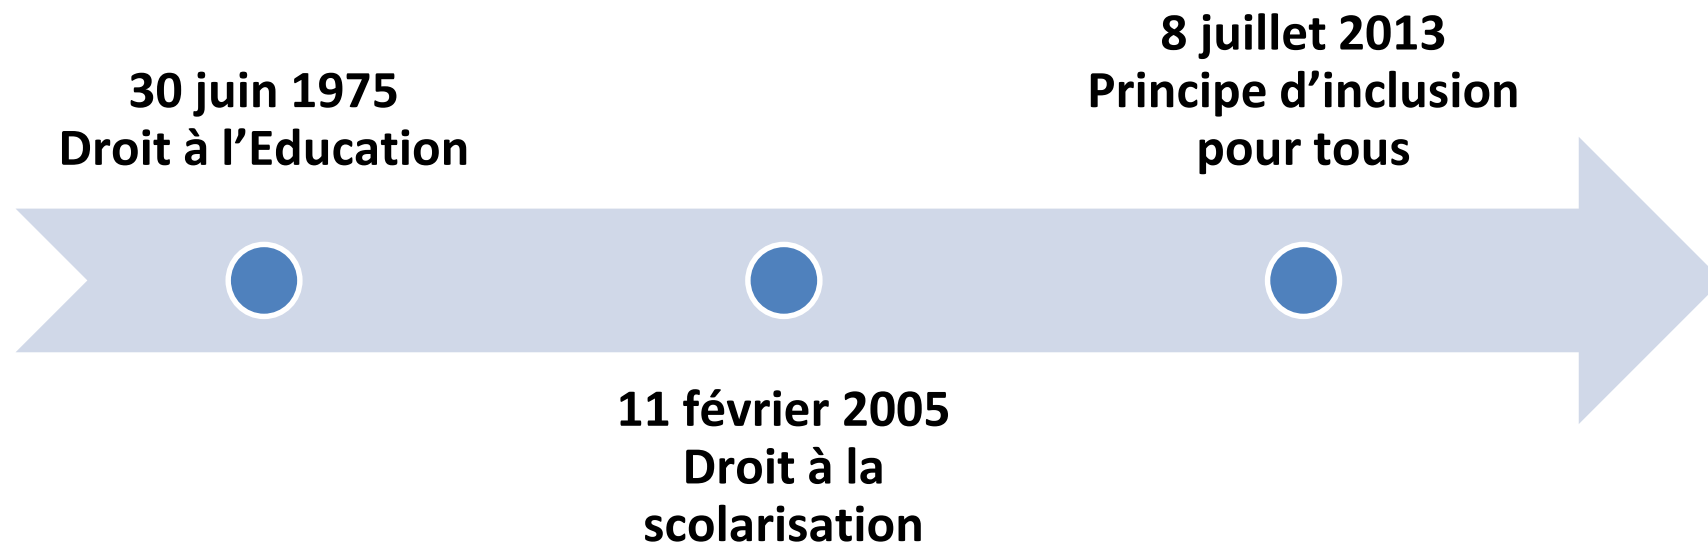 30 juin 1975
Droit à l’Education
11 février 2005
Droit à la
scolarisation
8 juillet 2013
Principe d’inclusion
pour tous